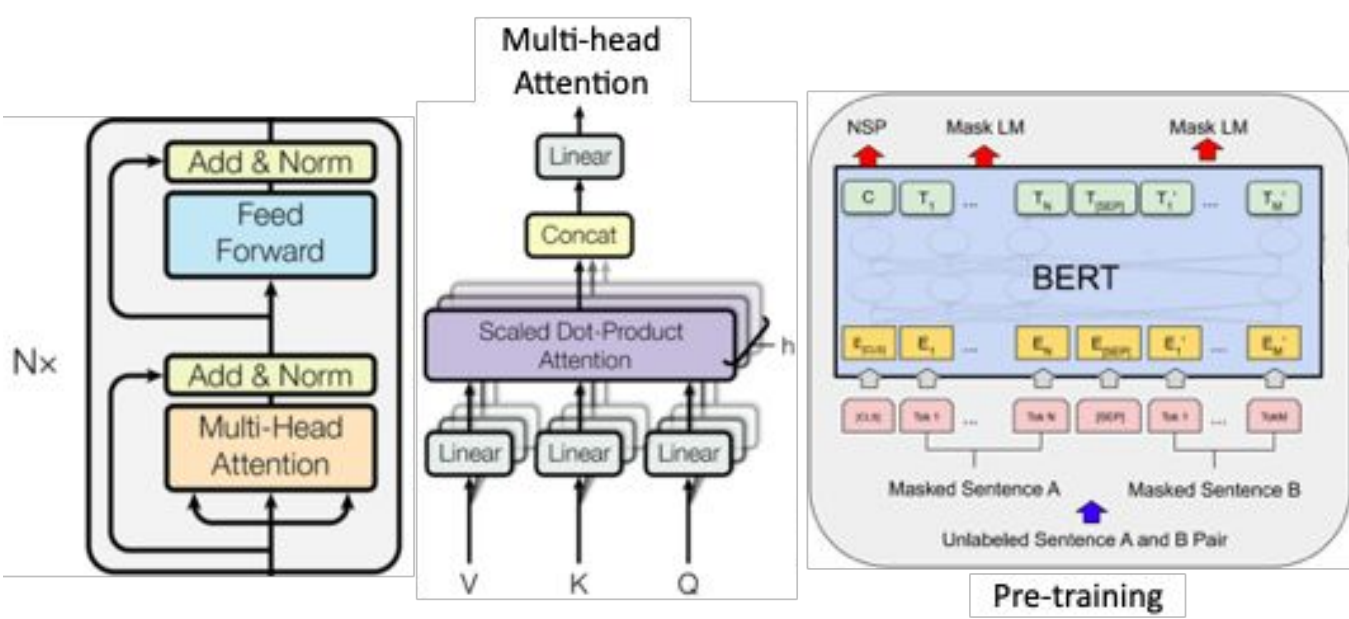 N×
Add & Norm
Feed
Forward
Add & Norm
Multi-Head
Attention
Multi-head
Attention
Linear
Concat
Scaled Dot-Product
Attention
h
Linear
Linear
Linear
V
K
Q
NSP
Mask LM
Mask LM
C
T1
...
TN
T[SEP]
T1'
...
TM'
BERT
E[CLS]
E1
...
EN
E[SEP]
E1'
...
EM'
[CLS]
Tok 1
...
Tok N
[SEP]
Tok 1
...
TokM
Masked Sentence A
Masked Sentence B
Unlabeled Sentence A and B Pair
Pre-training